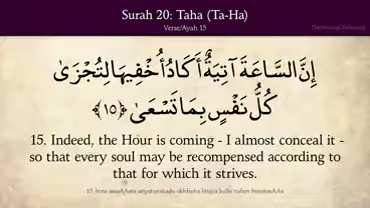 Surah 20: Taha (Ta-Ha)
Verse/Ayah 15
إِنَّ السَّاعَةَ آتِيَةٌ أَكَادُ أُخْفِيهَا لِتُجْزَىٰ
كُلُّ نَفْسٍ بِمَا تَسْعَىٰ ﴿١٥﴾
15. Indeed, the Hour is coming - I almost conceal it -
so that every soul may be recompensed according to
that for which it strives.